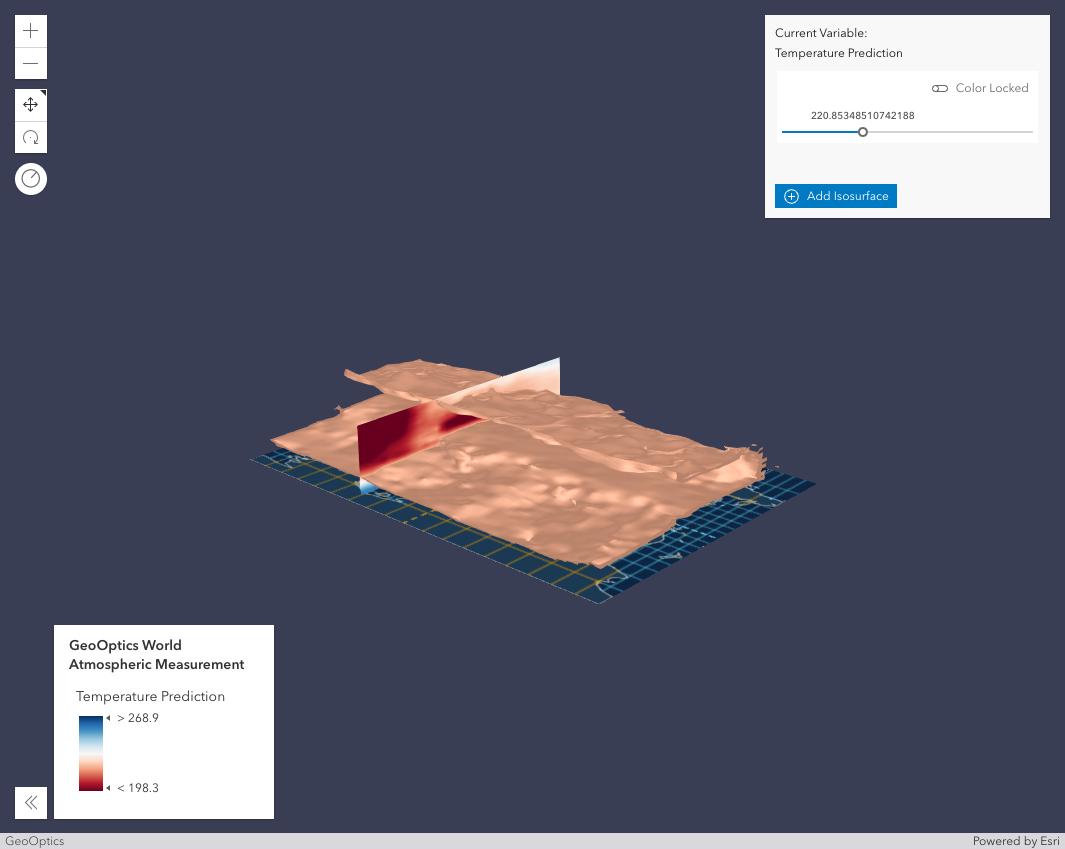 Current Variable:
Temperature Prediction
Color Locked
220.85348510742188
Add Isosurface
GeoOptics World
Atmospheric Measurement
Temperature Prediction
> 268.9
< 198.3
GeoOptics
Powered by Esri